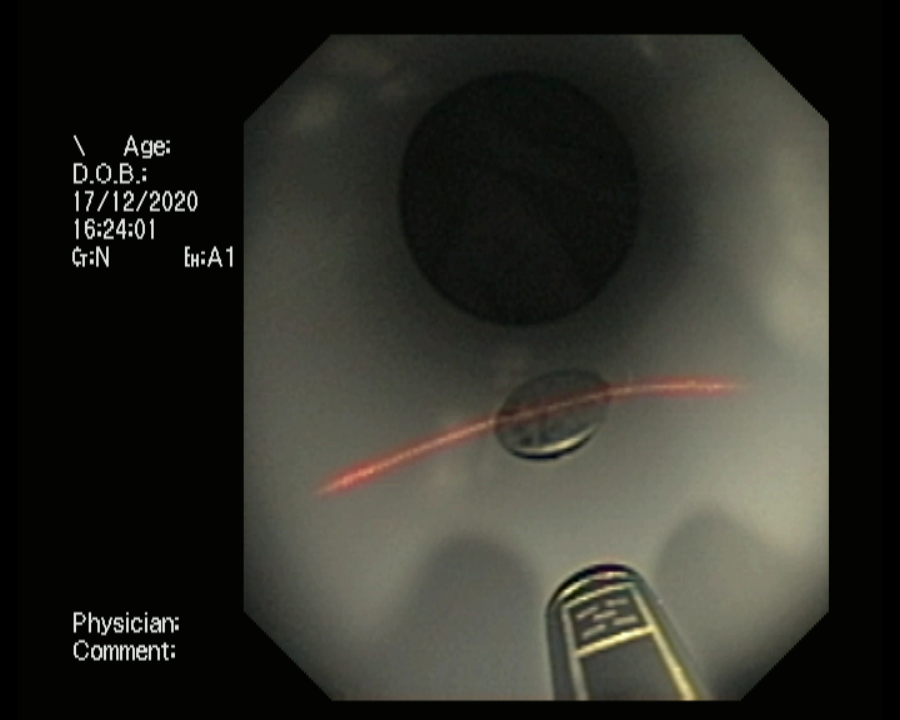 \ Age:
D.O.B.:
17/12/2020
16:24:01
Cr:N Eh:A1
Physician:
Comment: